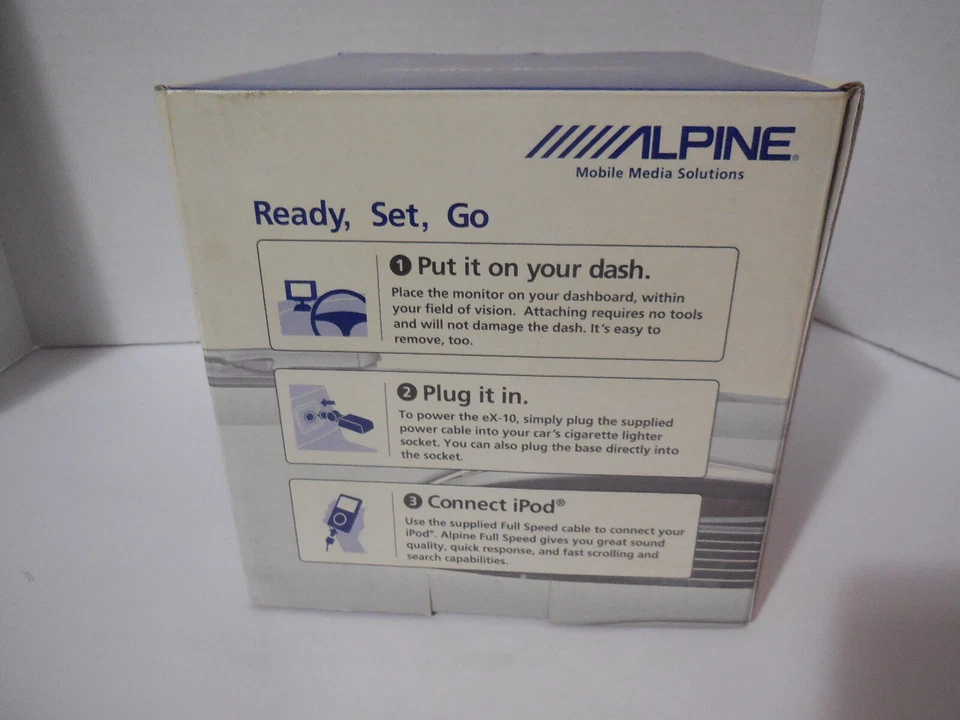 ALPINE®
Mobile Media Solutions
Ready, Set, Go
1 Put it on your dash.
Place the monitor on your dashboard, within
your field of vision. Attaching requires no tools
and will not damage the dash. It's easy to
remove, too.
2 Plug it in.
To power the eX-10, simply plug the supplied
power cable into your car's cigarette lighter
socket. You can also plug the base directly into
the socket.
3 Connect iPod®
Use the supplied Full Speed cable to connect your
iPod®. Alpine Full Speed gives you great sound
quality, quick response, and fast scrolling and
search capabilities.